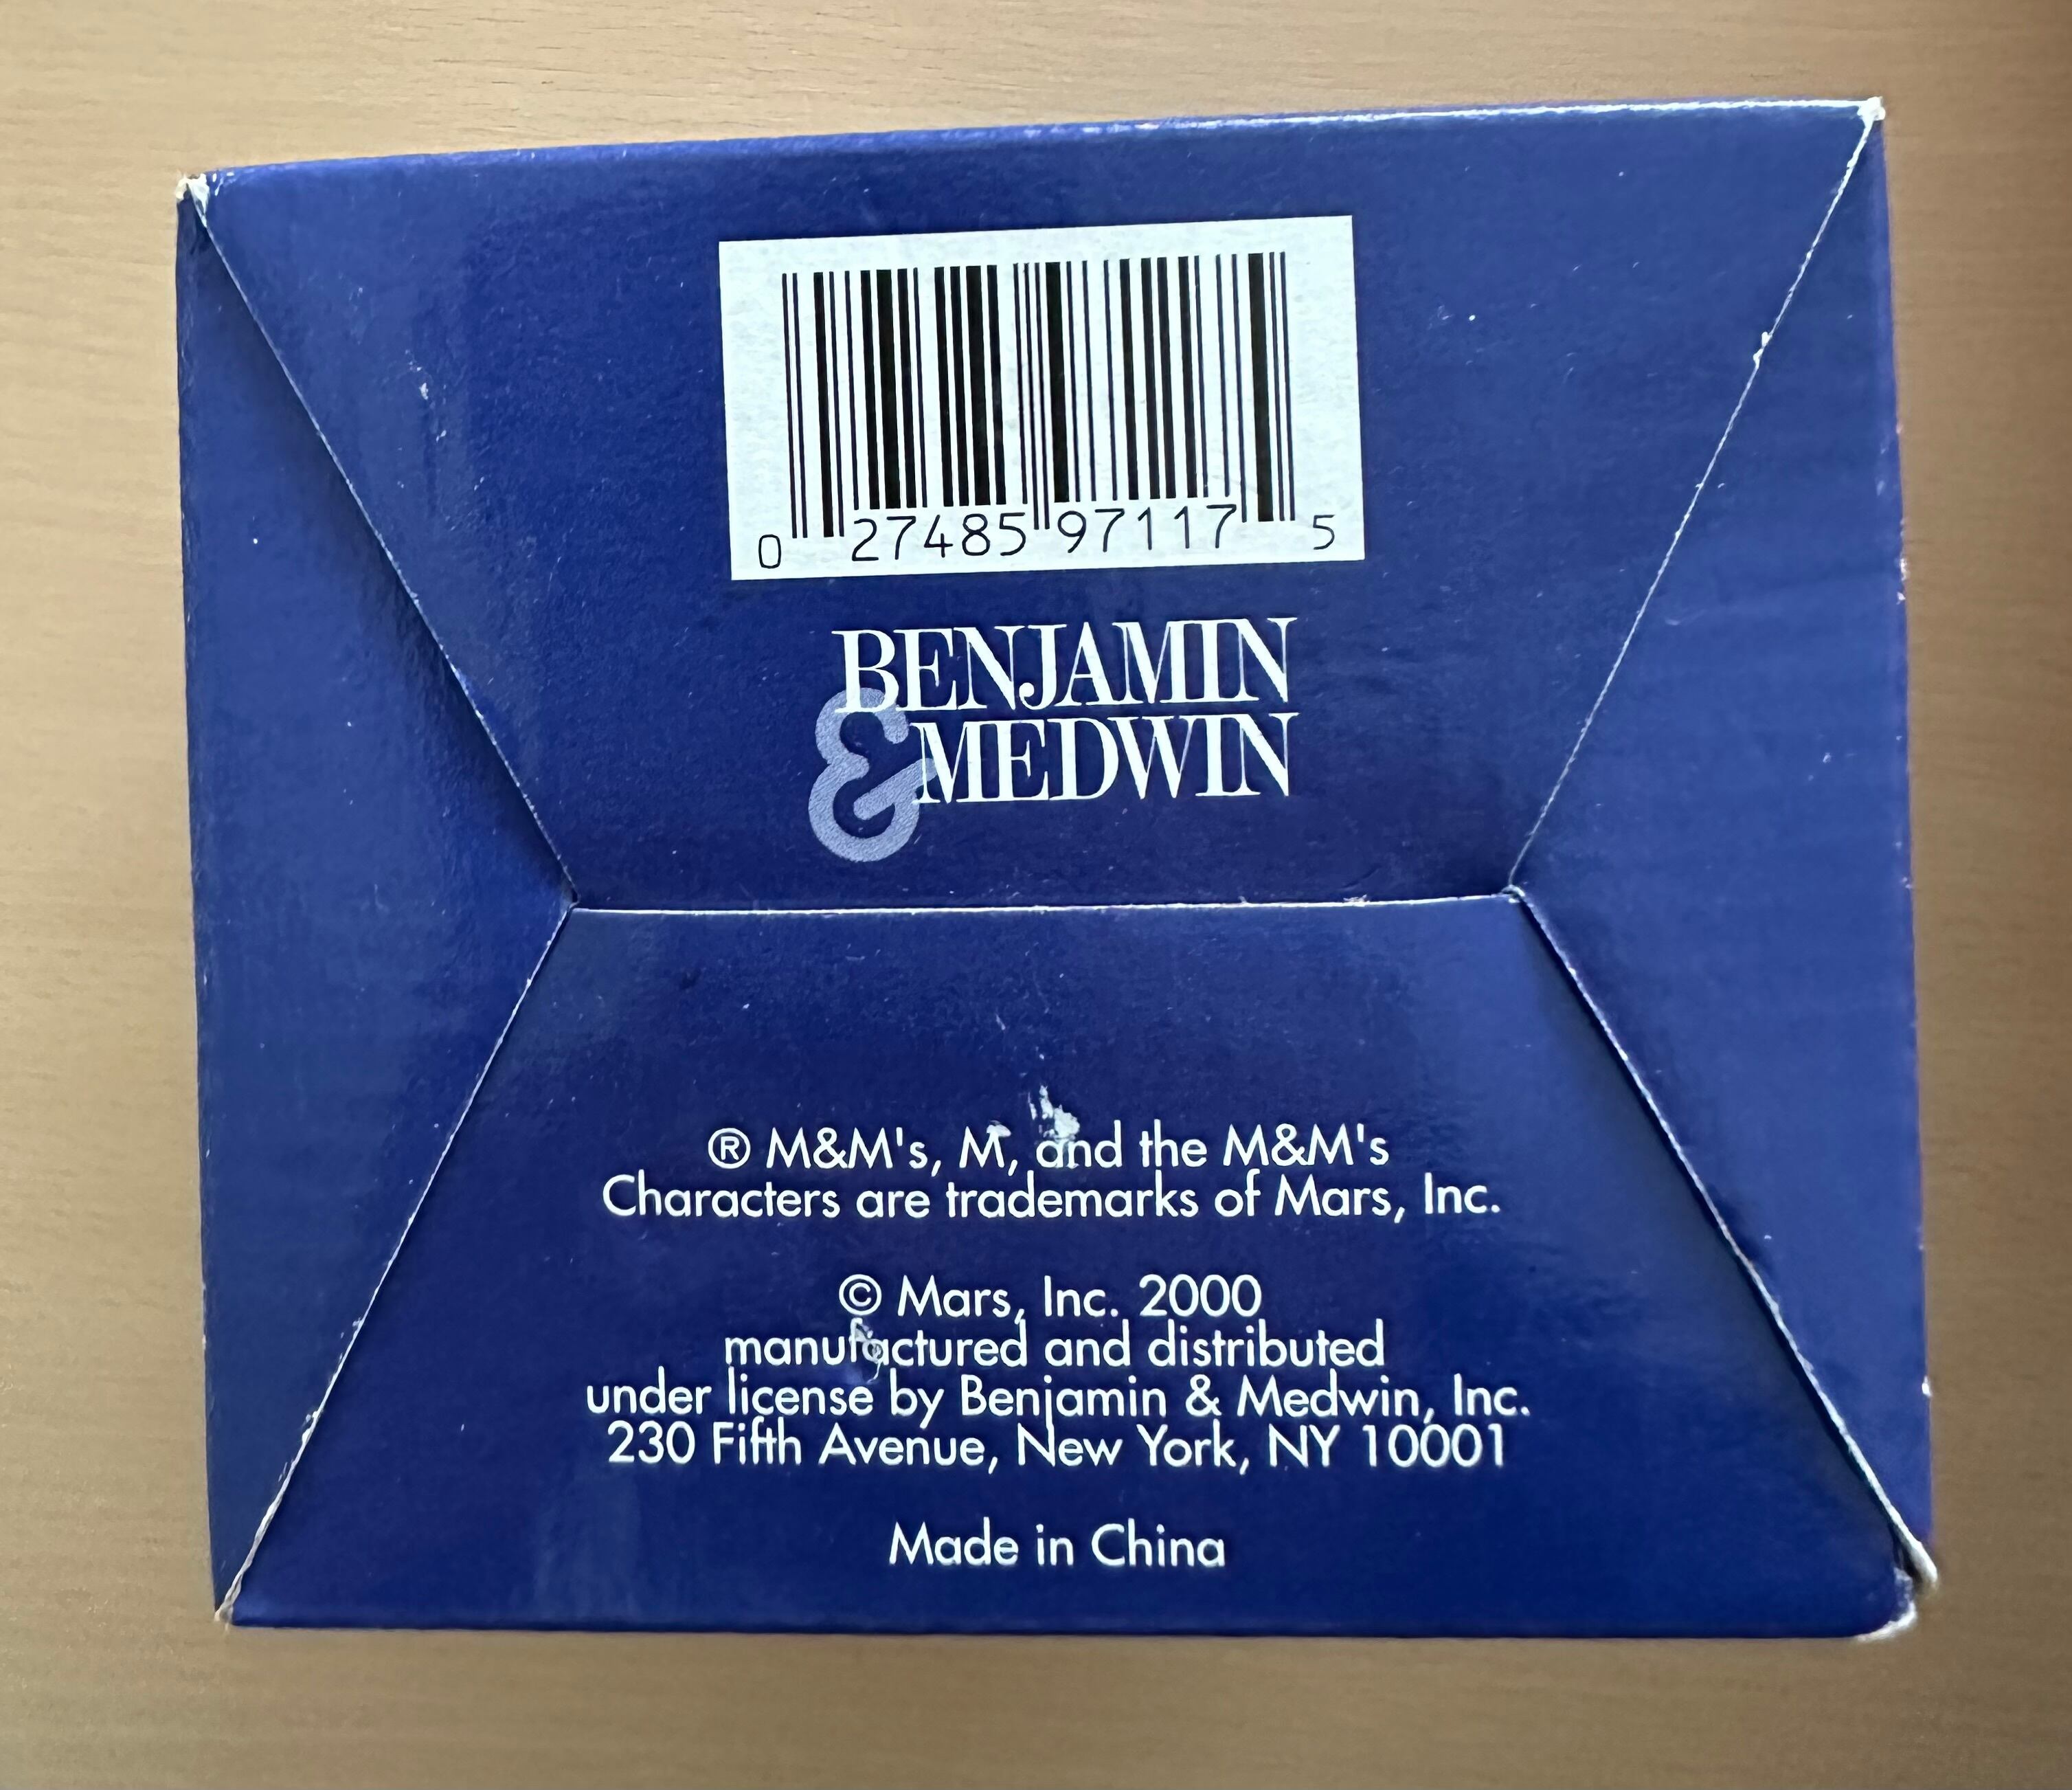 0 27485 97117 5
BENJAMIN
& MEDWIN
® M&M's, M, and the M&M's
Characters are trademarks of Mars, Inc.
© Mars, Inc. 2000
manufactured and distributed
under license by Benjamin & Medwin, Inc.
230 Fifth Avenue, New York, NY 10001
Made in China